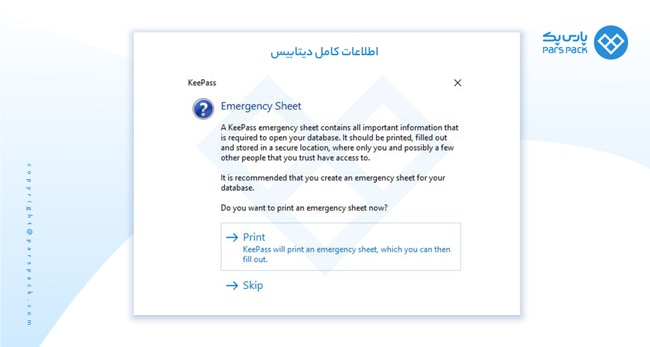 اطلاعات کامل دیتابیس
پارس پک
PARS PACK
KeePass
Emergency Sheet
A KeePass emergency sheet contains all important information that
is required to open your database. It should be printed, filled out
and stored in a secure location, where only you and possibly a few
other people that you trust have access to.
It is recommended that you create an emergency sheet for your
database.
Do you want to print an emergency sheet now?
Print
KeePass will print an emergency sheet, which you can then
fill out.
Skip
copyright@parspack.com